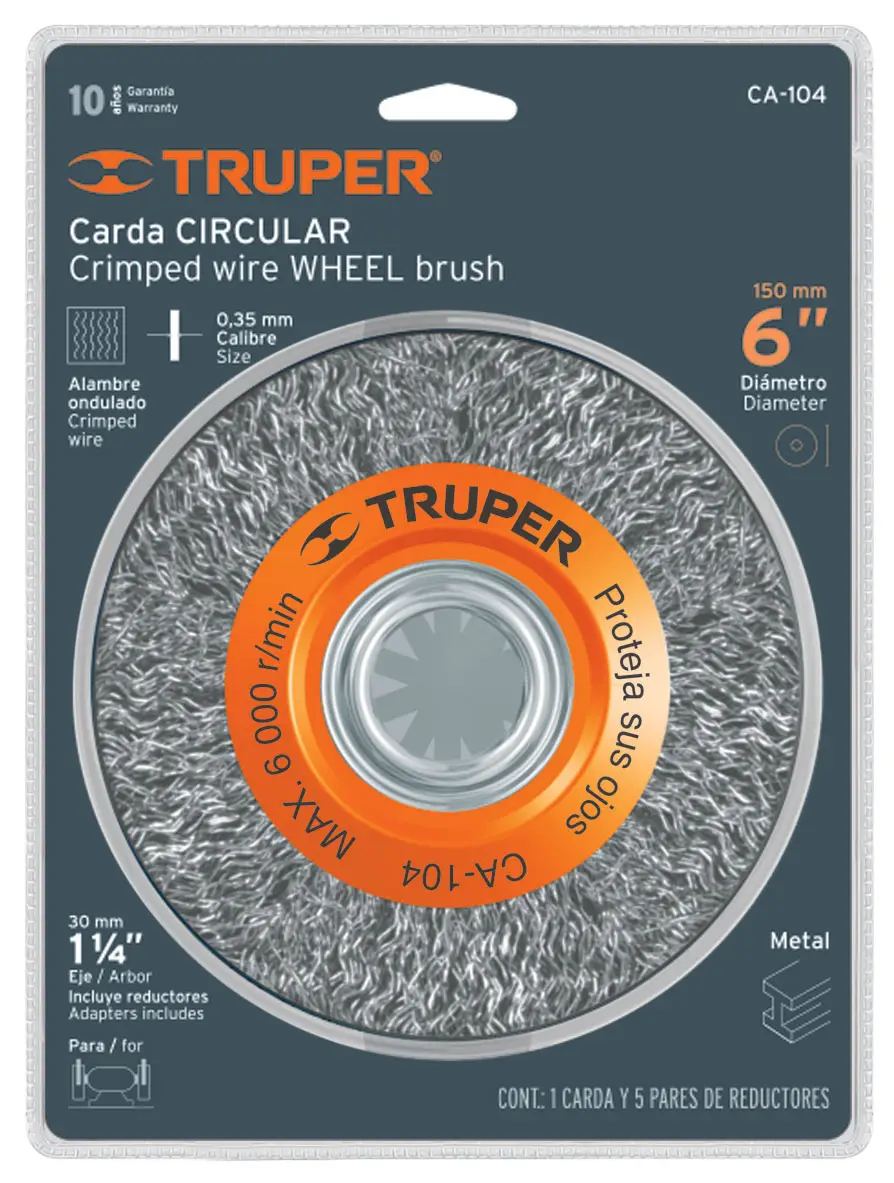 10 años Garantía
Warranty
CA-104
TRUPER®
Carda CIRCULAR
Crimped wire WHEEL brush
150 mm
6"
Diámetro
Diameter
0,35 mm
Calibre
Size
Alambre
ondulado
Crimped
wire
TRUPER
Proteja sus ojos
CA-104
MAX. 6 000 r/min
30 mm
1 ¼"
Eje / Arbor
Incluye reductores
Adapters includes
Para / for
Metal
CONT.: 1 CARDA Y 5 PARES DE REDUCTORES